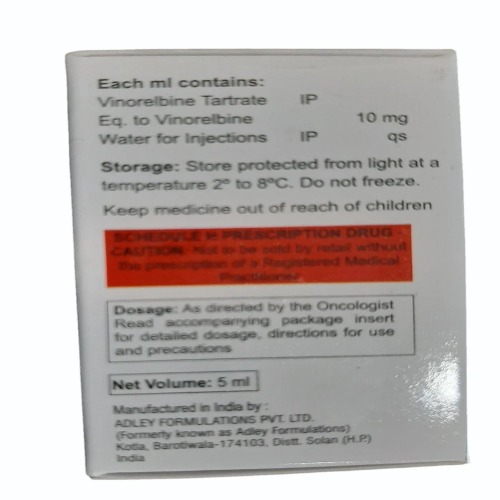 Each ml contains:
Vinorelbine Tartrate IP
Eq. to Vinorelbine 10 mg
Water for Injections IP qs
Storage: Store protected from light at a
temperature 2º to 8ºC. Do not freeze.
Keep medicine out of reach of children
SCHEDULE H PRESCRIPTION DRUG -
CAUTION: Not to be sold by retail without
the prescription of a Registered Medical
Practitioner
Dosage: As directed by the Oncologist
Read accompanying package insert
for detailed dosage, directions for use
and precautions
Net Volume: 5 ml
Manufactured in India by :
ADLEY FORMULATIONS PVT. LTD.
(Formerly known as Adley Formulations)
Kotla, Barotiwala-174103, Distt. Solan (H.P.)
India